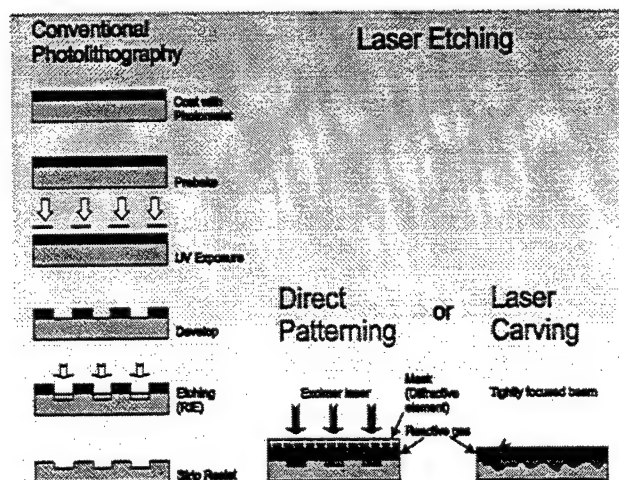 Conventional
Photolithography
Laser Etching
Coat with
Photoresist
Prebake
UV Exposure
Develop
Etching
(RIE)
Strip Resist
Direct
Patterning
or
Laser
Carving
Excimer laser
Mask
(Diffractive
element)
Reactive gas
Tightly focused beam